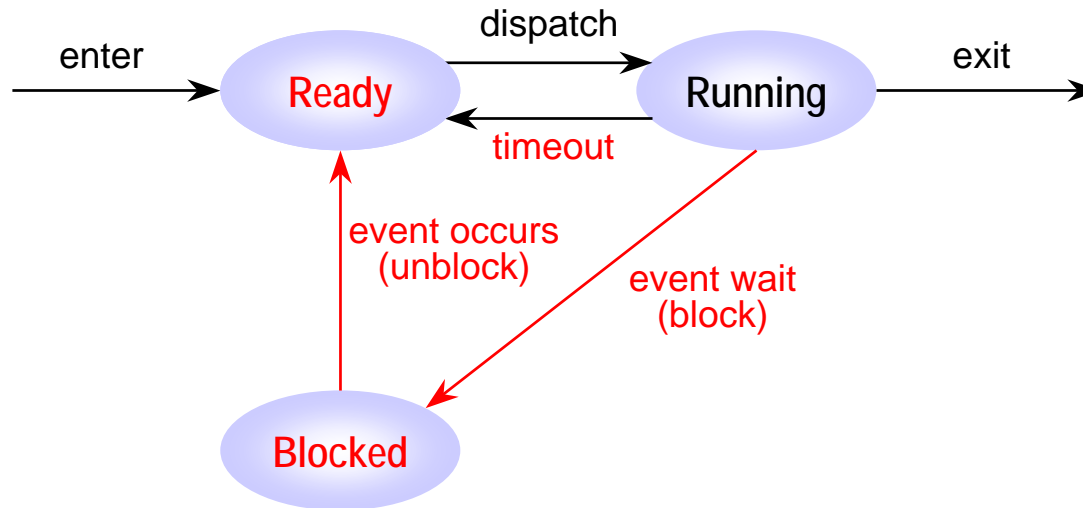 dispatch
enter
exit
Ready
Running
timeout
event occurs
(unblock)
event wait
(block)
Blocked